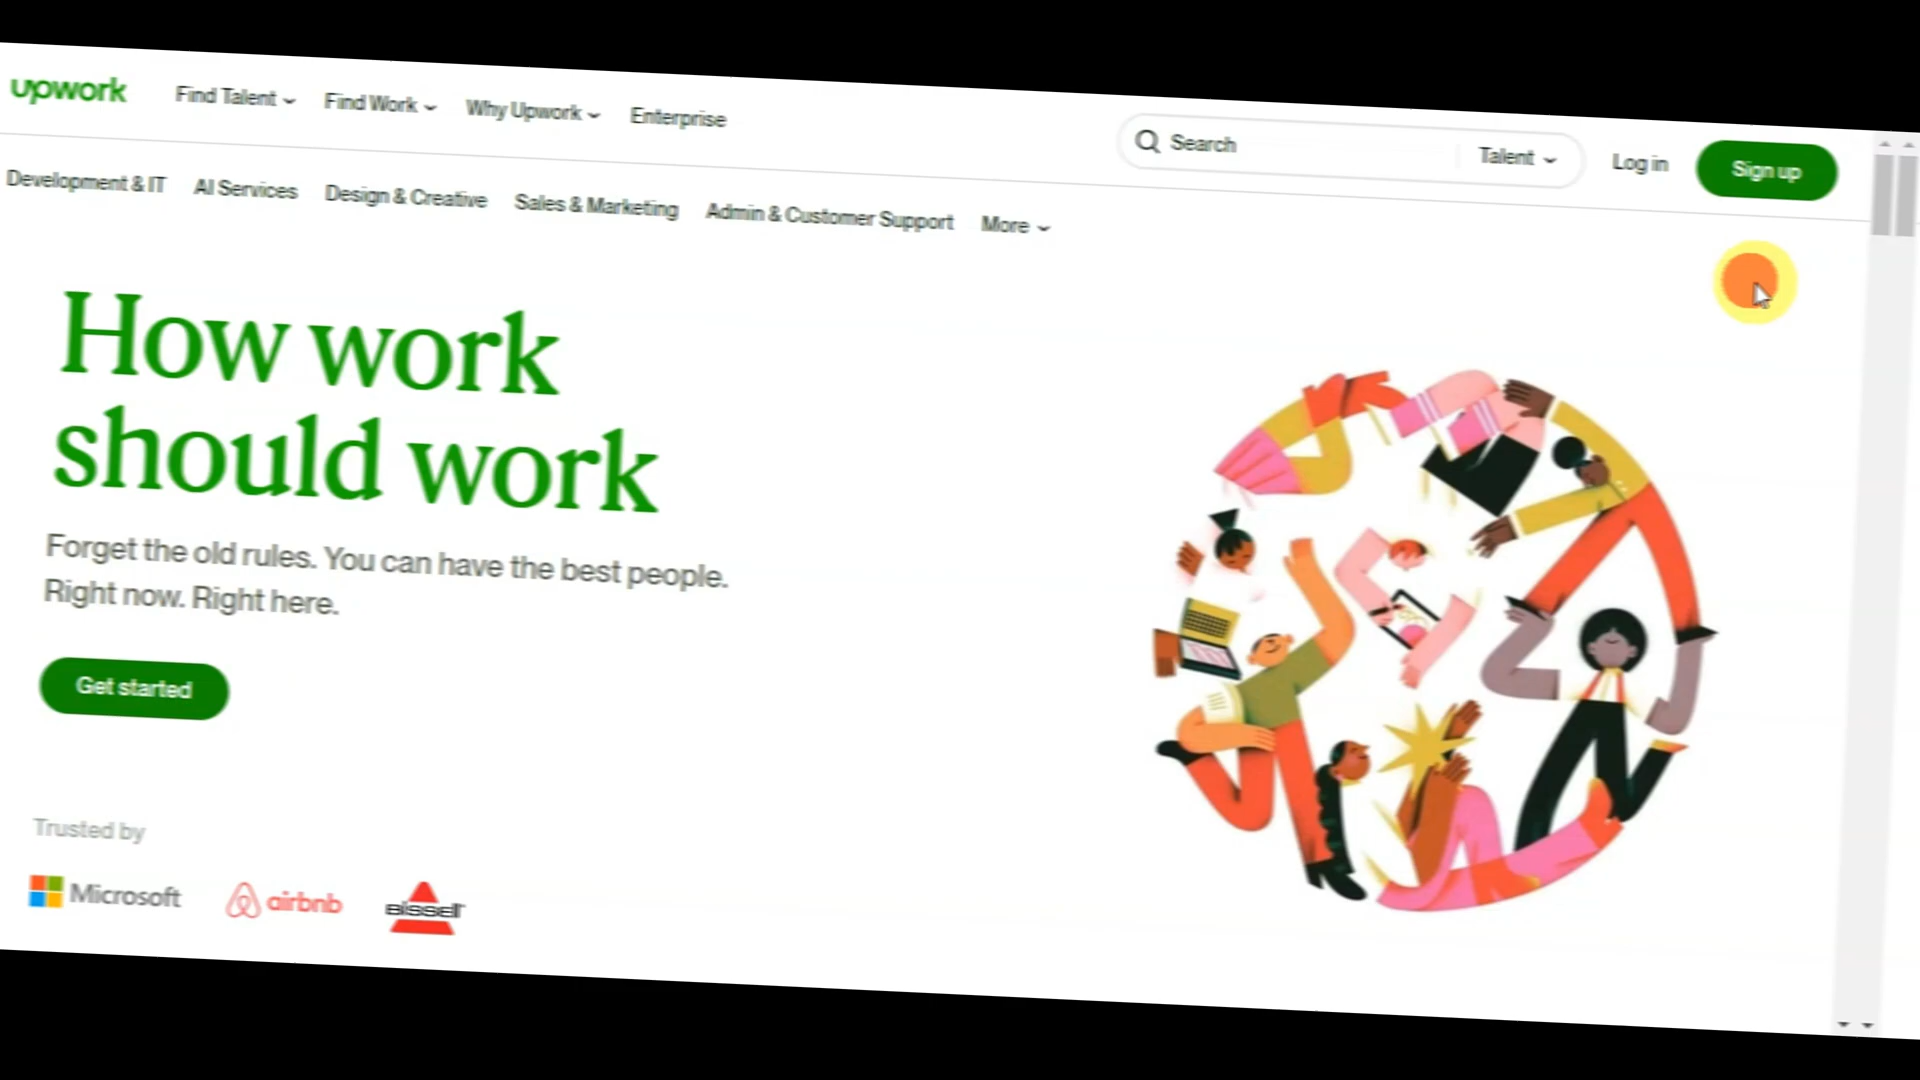 upwork
Find Talent
Find Work
Why Upwork
Enterprise
Search
Talent
Log in
Sign up
Development & IT
AI Services
Design & Creative
Sales & Marketing
Admin & Customer Support
More
How work
should work
Forget the old rules. You can have the best people.
Right now. Right here.
Get started
Trusted by
Microsoft
airbnb
BISSELL